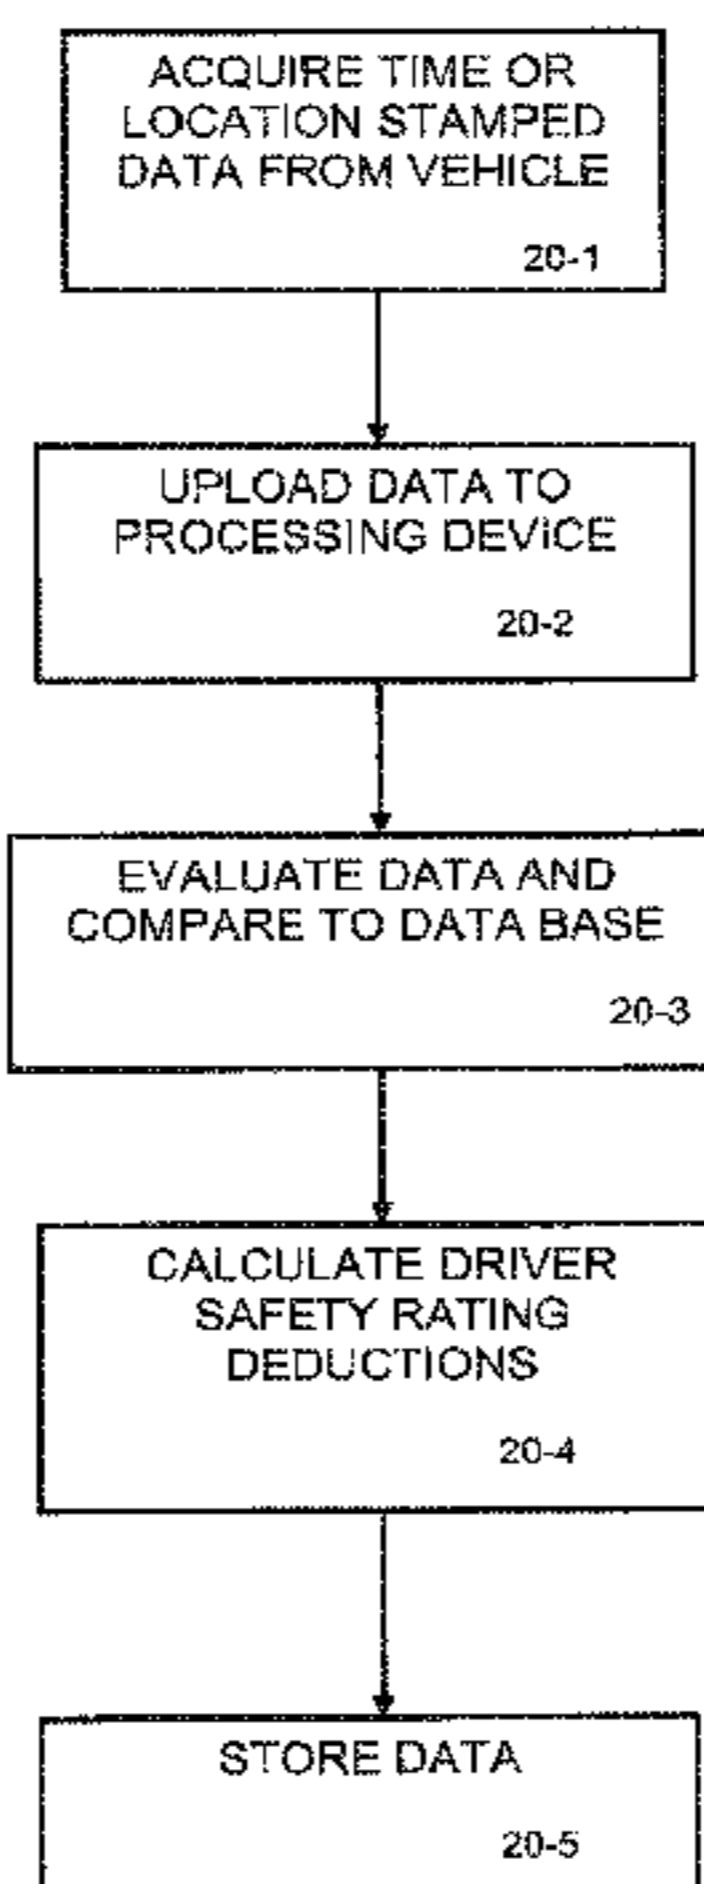 ACQUIRE TIME OR
LOCATION STAMPED
DATA FROM VEHICLE
20-1
UPLOAD DATA TO
PROCESSING DEVICE
20-2
EVALUATE DATA AND
COMPARE TO DATA BASE
20-3
CALCULATE DRIVER
SAFETY RATING
DEDUCTIONS
20-4
STORE DATA
20-5